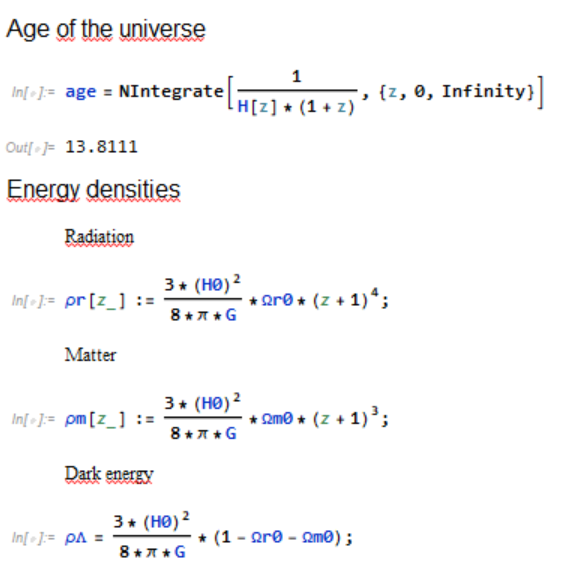 Age of the universe
In[◦]:= age = NIntegrate[1/(H[z] * (1 + z)), {z, 0, Infinity}]
Out[◦]= 13.8111
Energy densities
Radiation
In[◦]:= ρr[z_] := (3 * (H0)^2)/(8 * π * G) * Ωr0 * (z + 1)^4;
Matter
In[◦]:= ρm[z_] := (3 * (H0)^2)/(8 * π * G) * Ωm0 * (z + 1)^3;
Dark energy
In[◦]:= ρΛ = (3 * (H0)^2)/(8 * π * G) * (1 - Ωr0 - Ωm0);